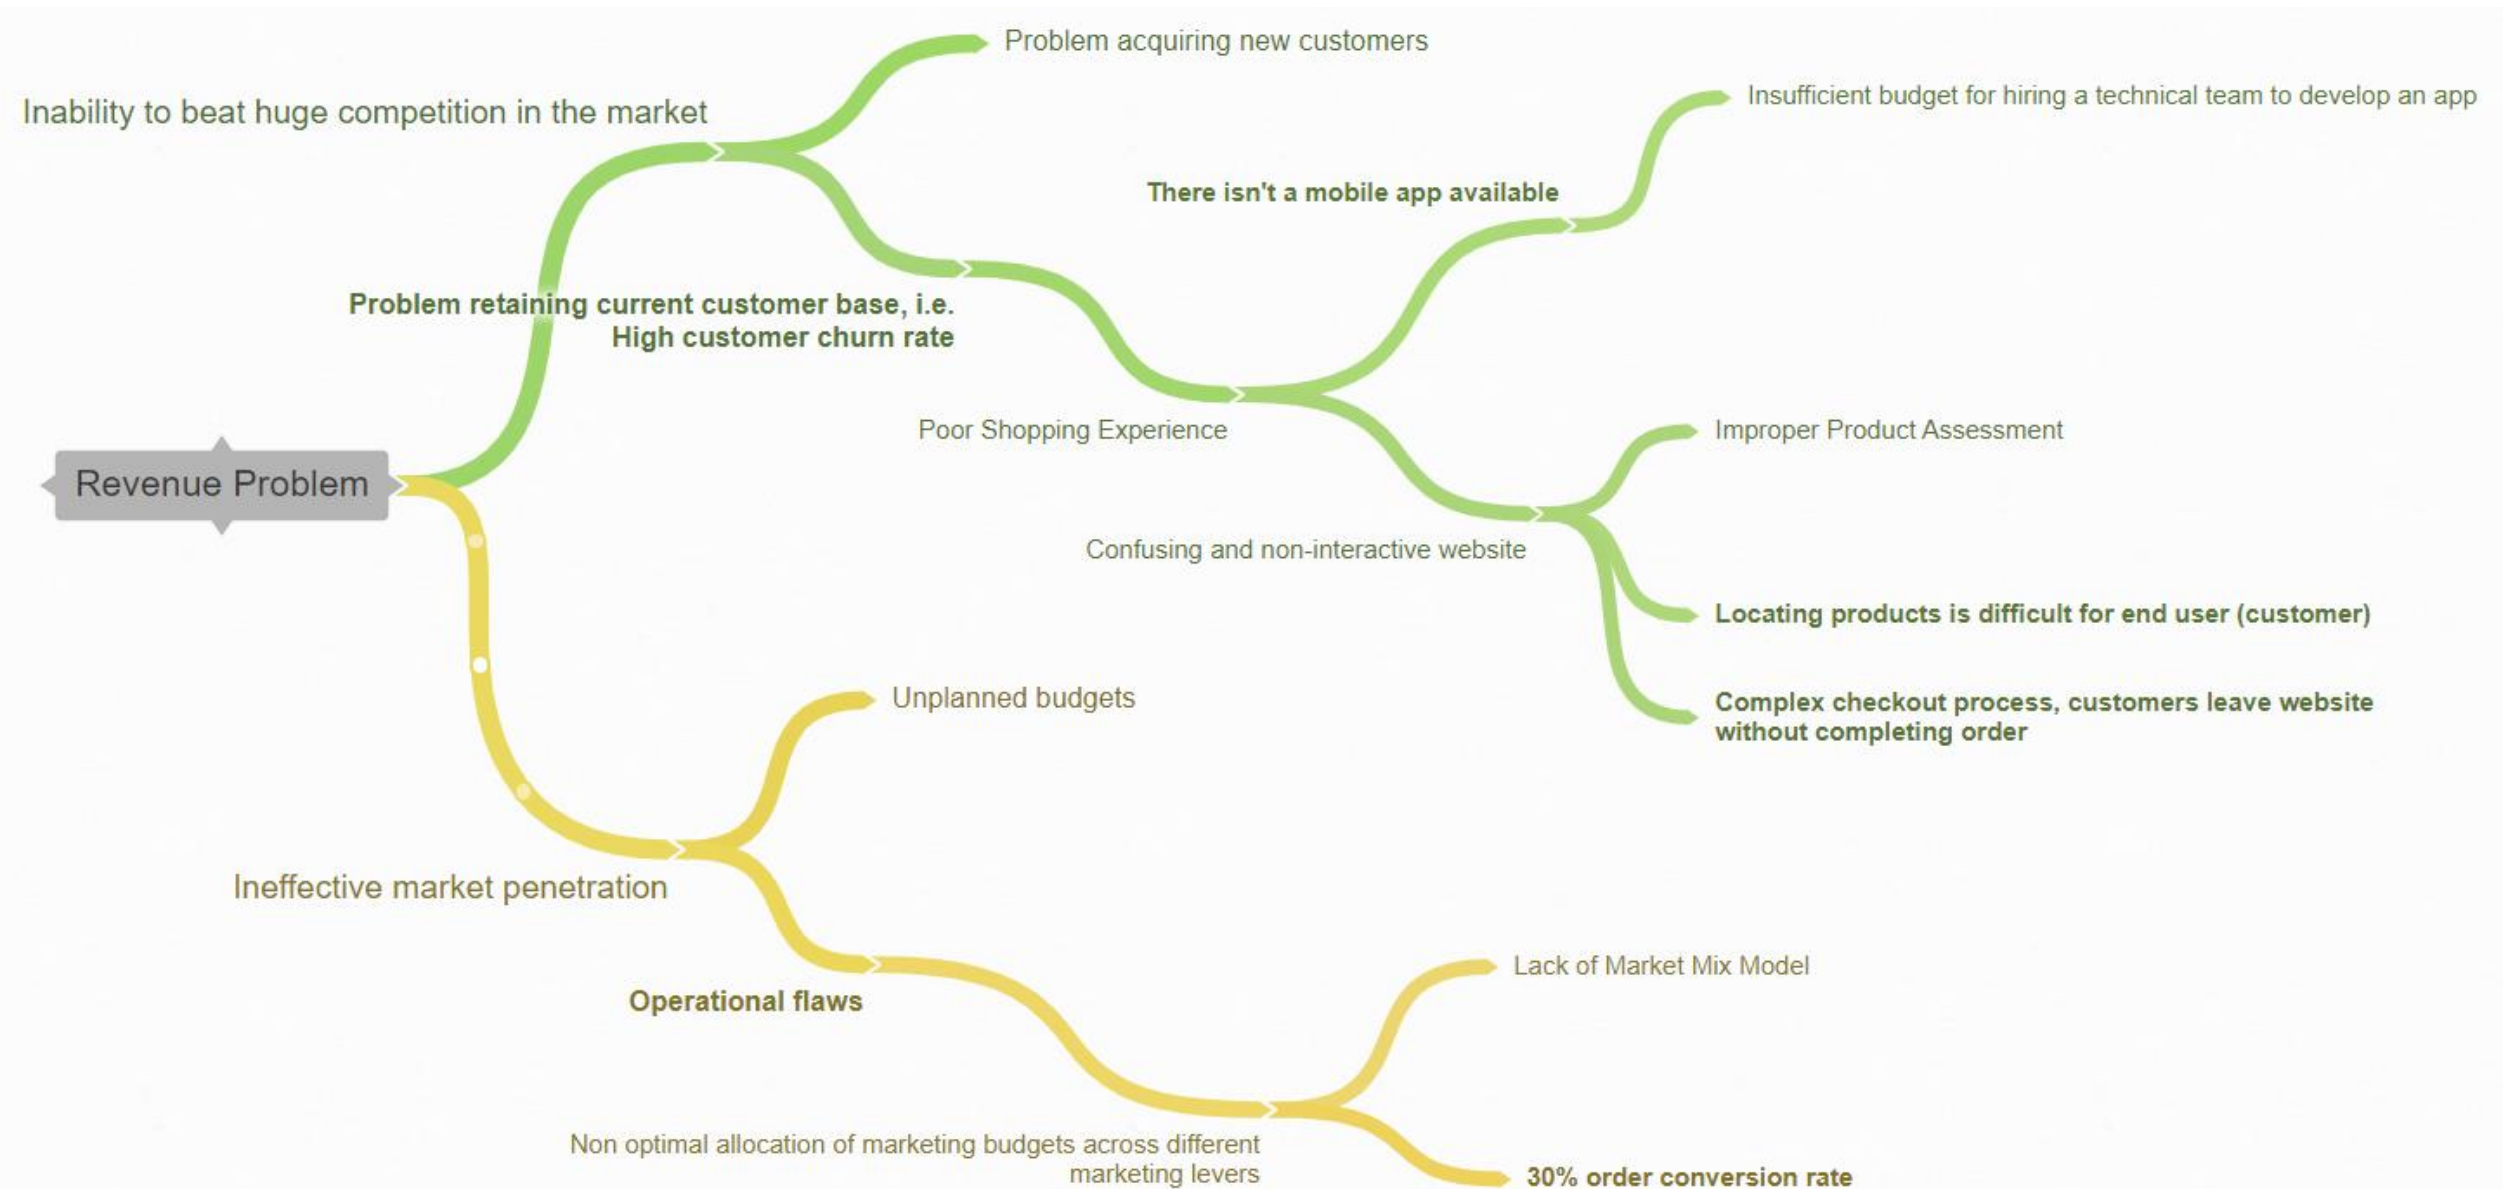 Problem acquiring new customers
Inability to beat huge competition in the market
Insufficient budget for hiring a technical team to develop an app
There isn't a mobile app available
Problem retaining current customer base, i.e.
High customer churn rate
Poor Shopping Experience
Improper Product Assessment
Revenue Problem
Confusing and non-interactive website
Locating products is difficult for end user (customer)
Complex checkout process, customers leave website
without completing order
Unplanned budgets
Ineffective market penetration
Operational flaws
Lack of Market Mix Model
Non optimal allocation of marketing budgets across different
marketing levers
30% order conversion rate